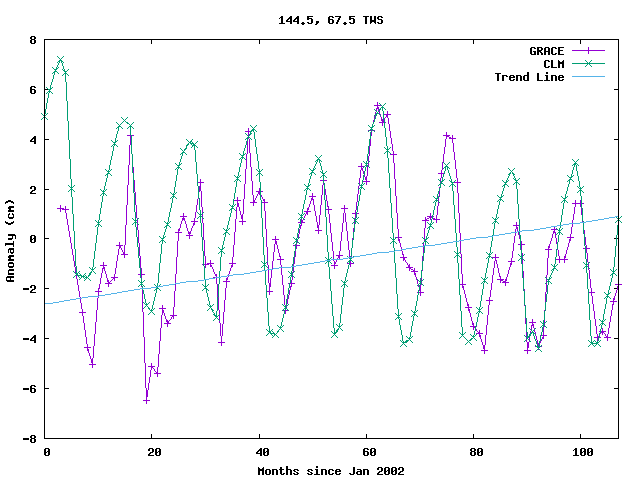 144.5, 67.5 TWS
GRACE
CLM
Trend Line
8
6
4
2
0
-2
-4
-6
-8
Anomaly (cm)
0 20 40 60 80 100
Months since Jan 2002